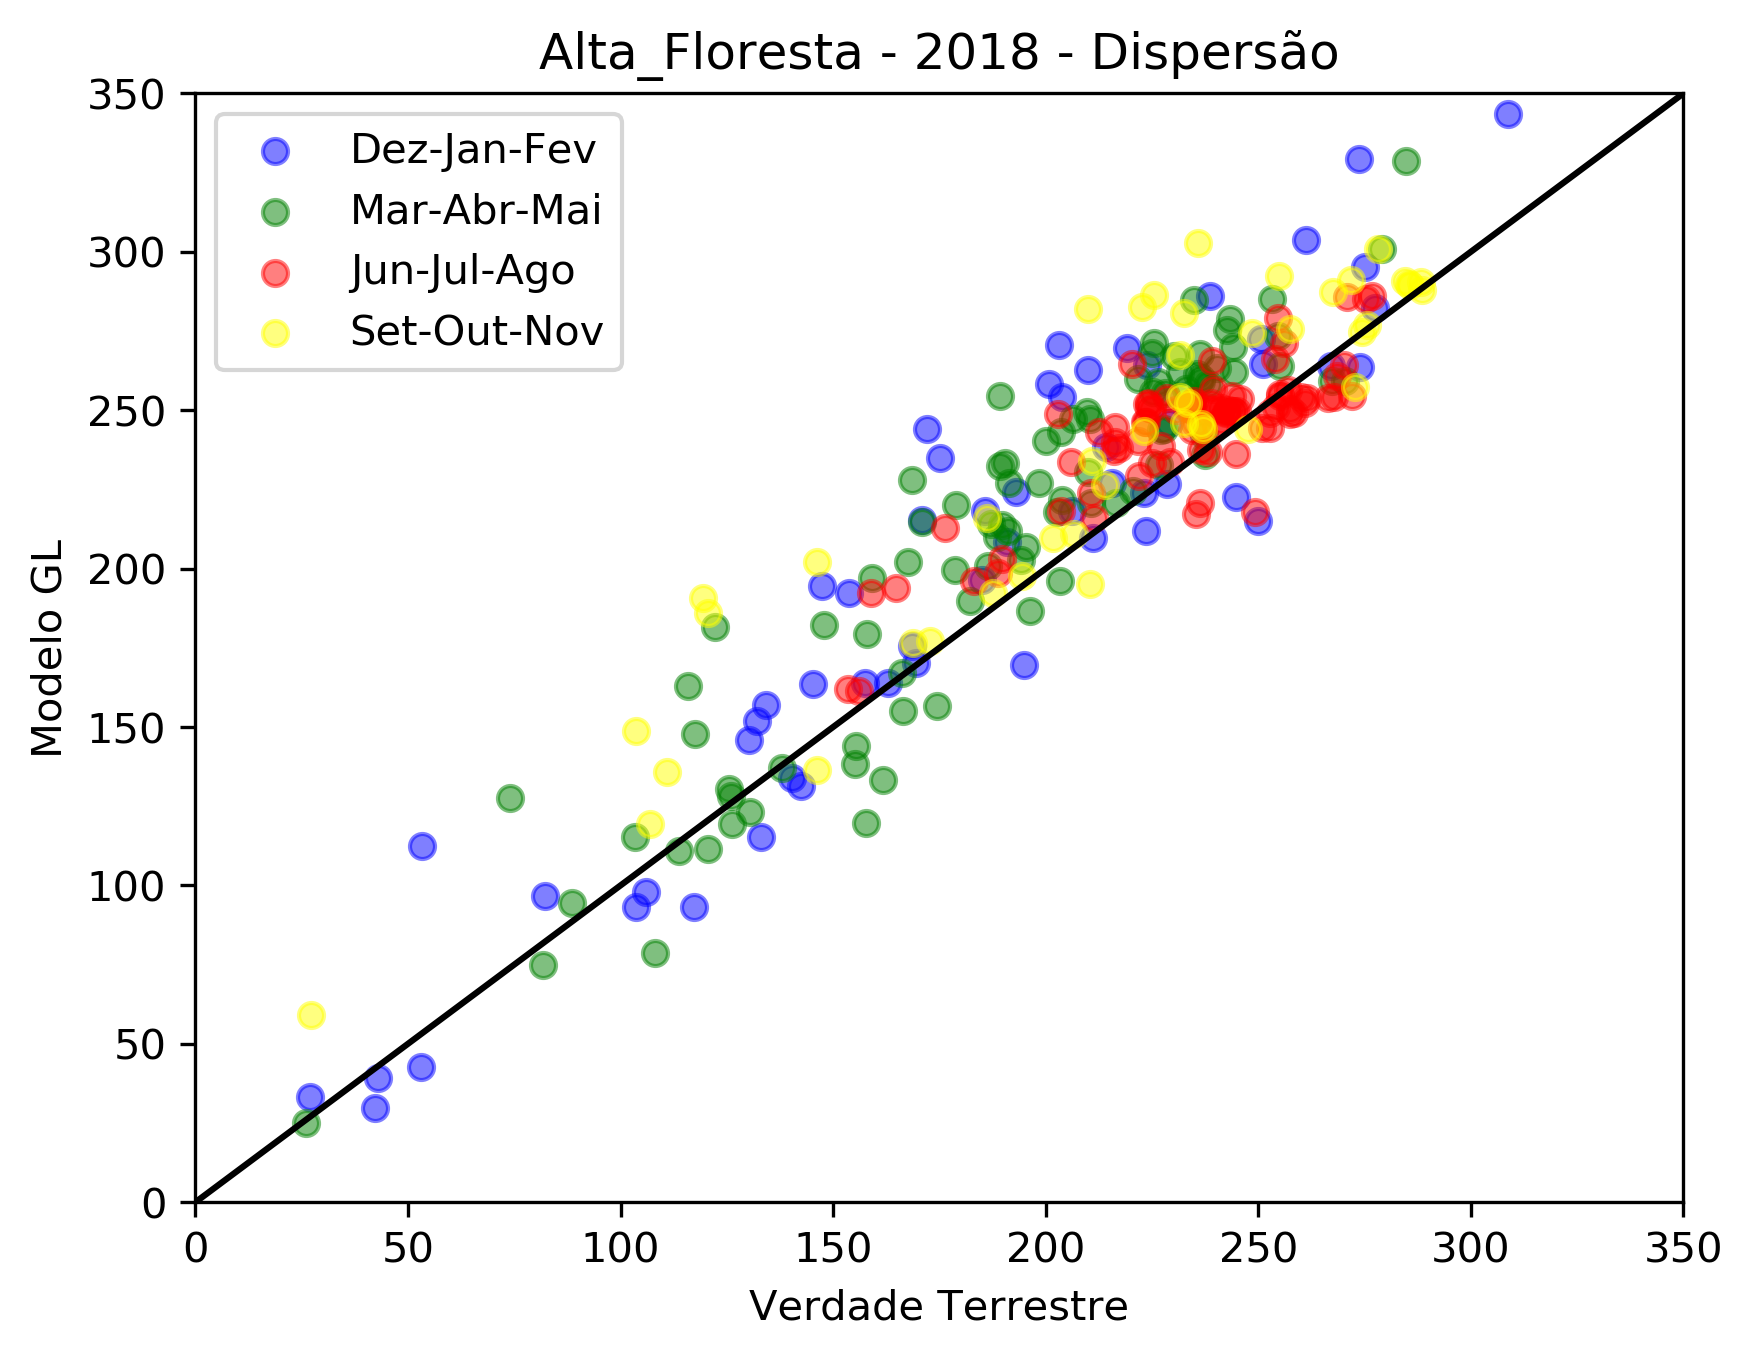 Alta_Floresta - 2018 - Dispersão
350
300
250
200
150
100
50
0
Modelo GL
Dez-Jan-Fev
Mar-Abr-Mai
Jun-Jul-Ago
Set-Out-Nov
0 50 100 150 200 250 300 350
Verdade Terrestre